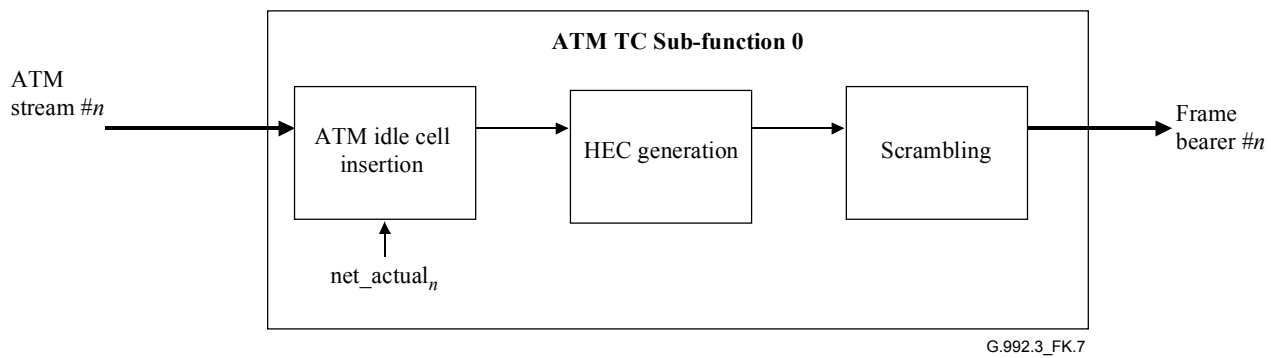 ATM TC Sub-function 0
ATM
stream #n
ATM idle cell
insertion
HEC generation
Scrambling
Frame
bearer #n
net_actualn
G.992.3_FK.7